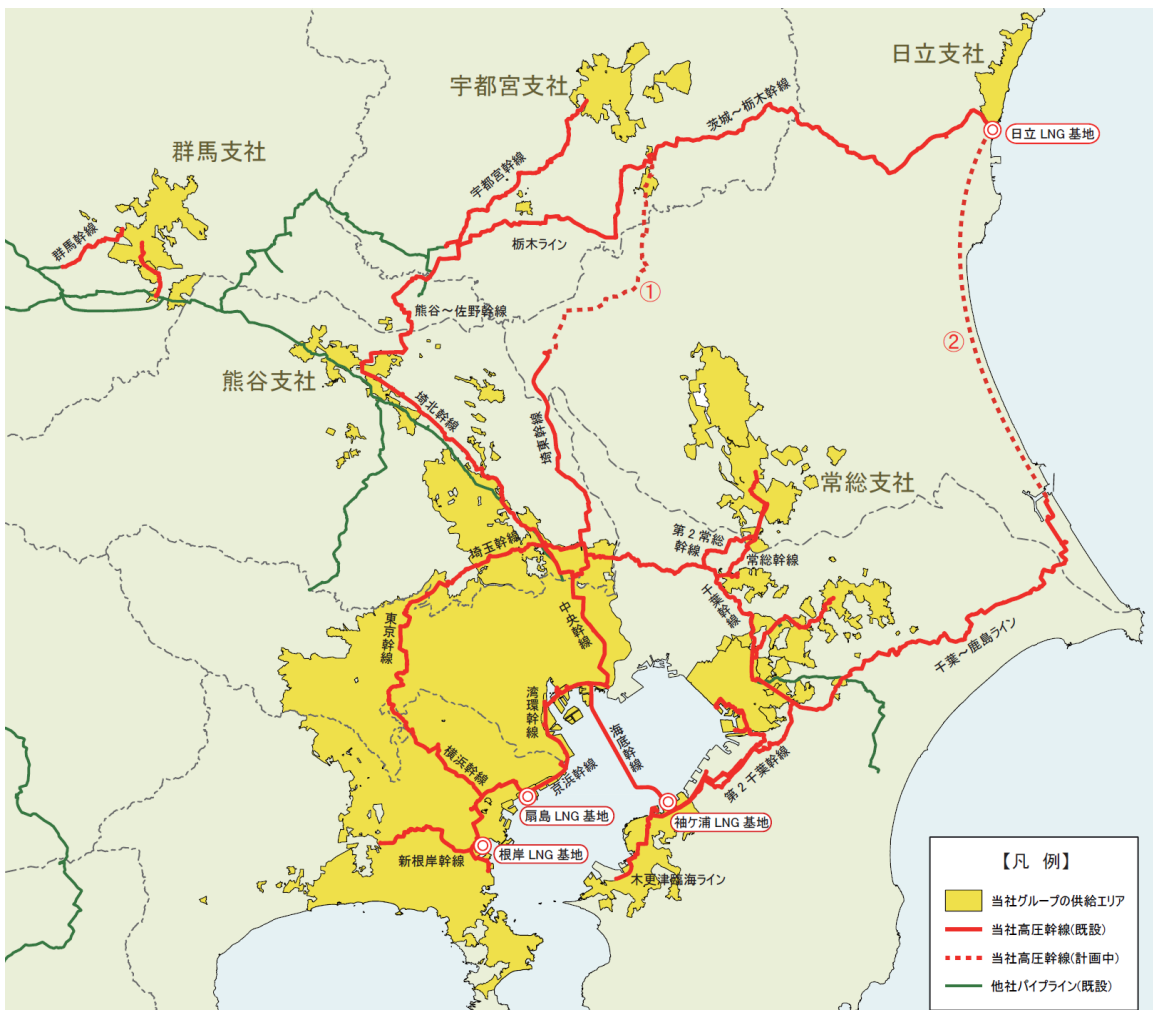 日立支社
宇都宮支社
茨城～栃木幹線
日立 LNG 基地
群馬支社
宇都宮幹線
群馬幹線
栃木ライン
①
熊谷～佐野幹線
②
熊谷支社
埼北幹線
埼東幹線
常総支社
第2常総
幹線
埼玉幹線
常総幹線
千葉幹線
中央幹線
東京幹線
千葉～鹿島ライン
湾環幹線
海底幹線
横浜幹線
京浜幹線
第2千葉幹線
扇島 LNG 基地
袖ケ浦 LNG 基地
根岸 LNG 基地
新根岸幹線
木更津臨海ライン
【凡 例】
当社グループの供給エリア
当社高圧幹線(既設)
当社高圧幹線(計画中)
他社パイプライン(既設)